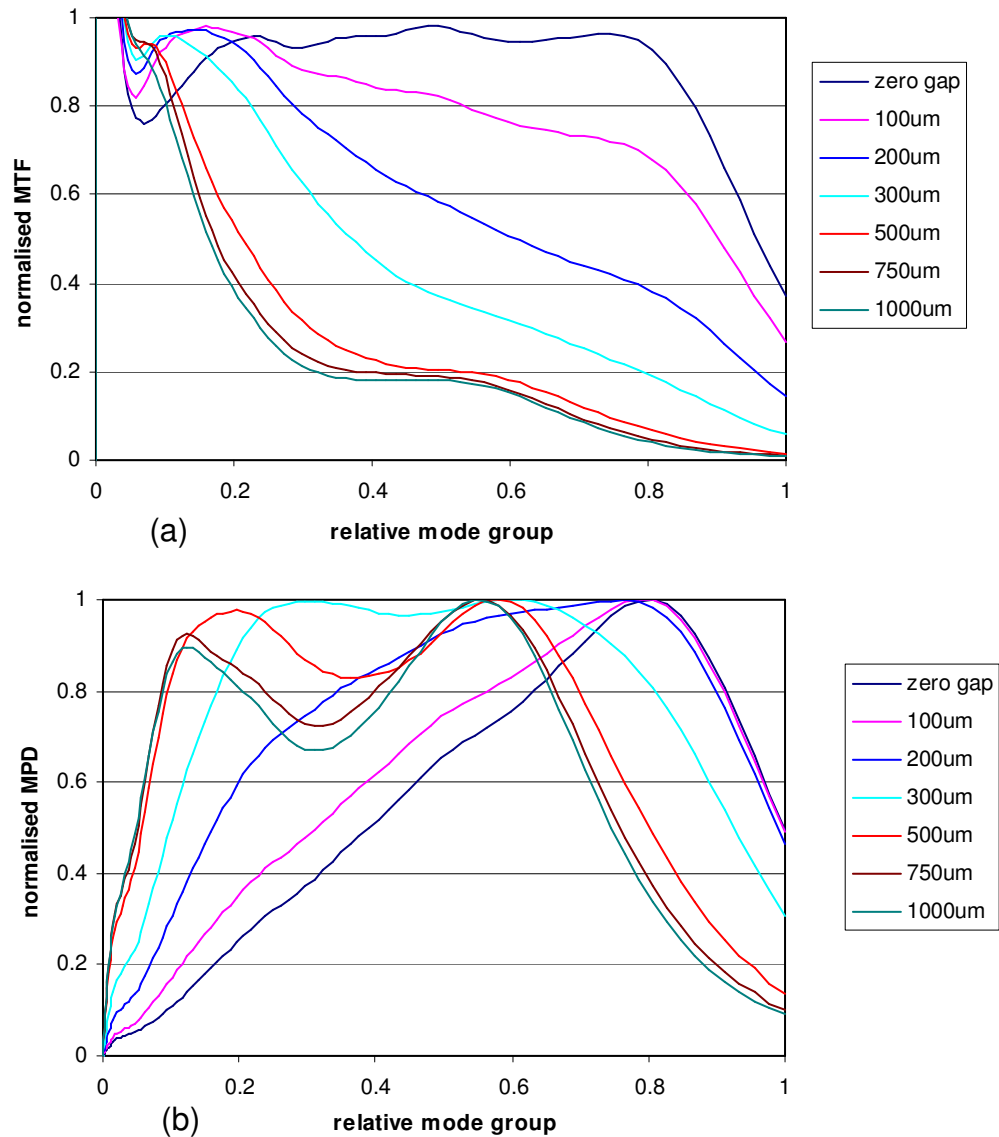 normalised MTF
1
0.8
0.6
0.4
0.2
0
0 0.2 0.4 0.6 0.8 1
relative mode group
(a)
zero gap
100um
200um
300um
500um
750um
1000um
normalised MPD
1
0.8
0.6
0.4
0.2
0
0 0.2 0.4 0.6 0.8 1
relative mode group
(b)
zero gap
100um
200um
300um
500um
750um
1000um